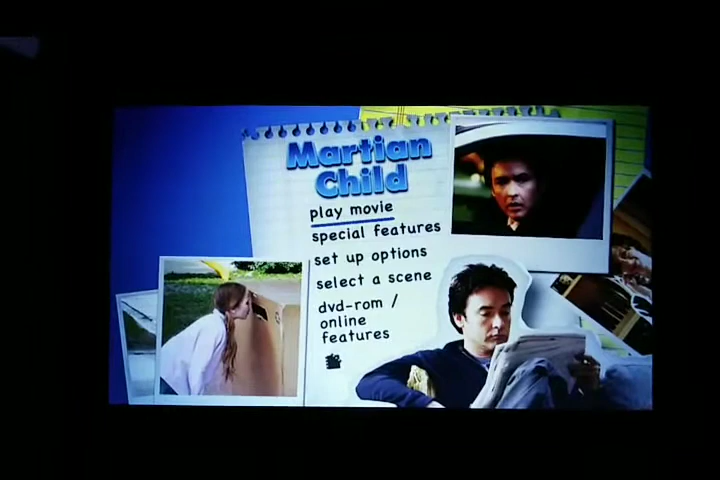 Martian
Child
play movie
special features
set up options
select a scene
dvd-rom /
online
features